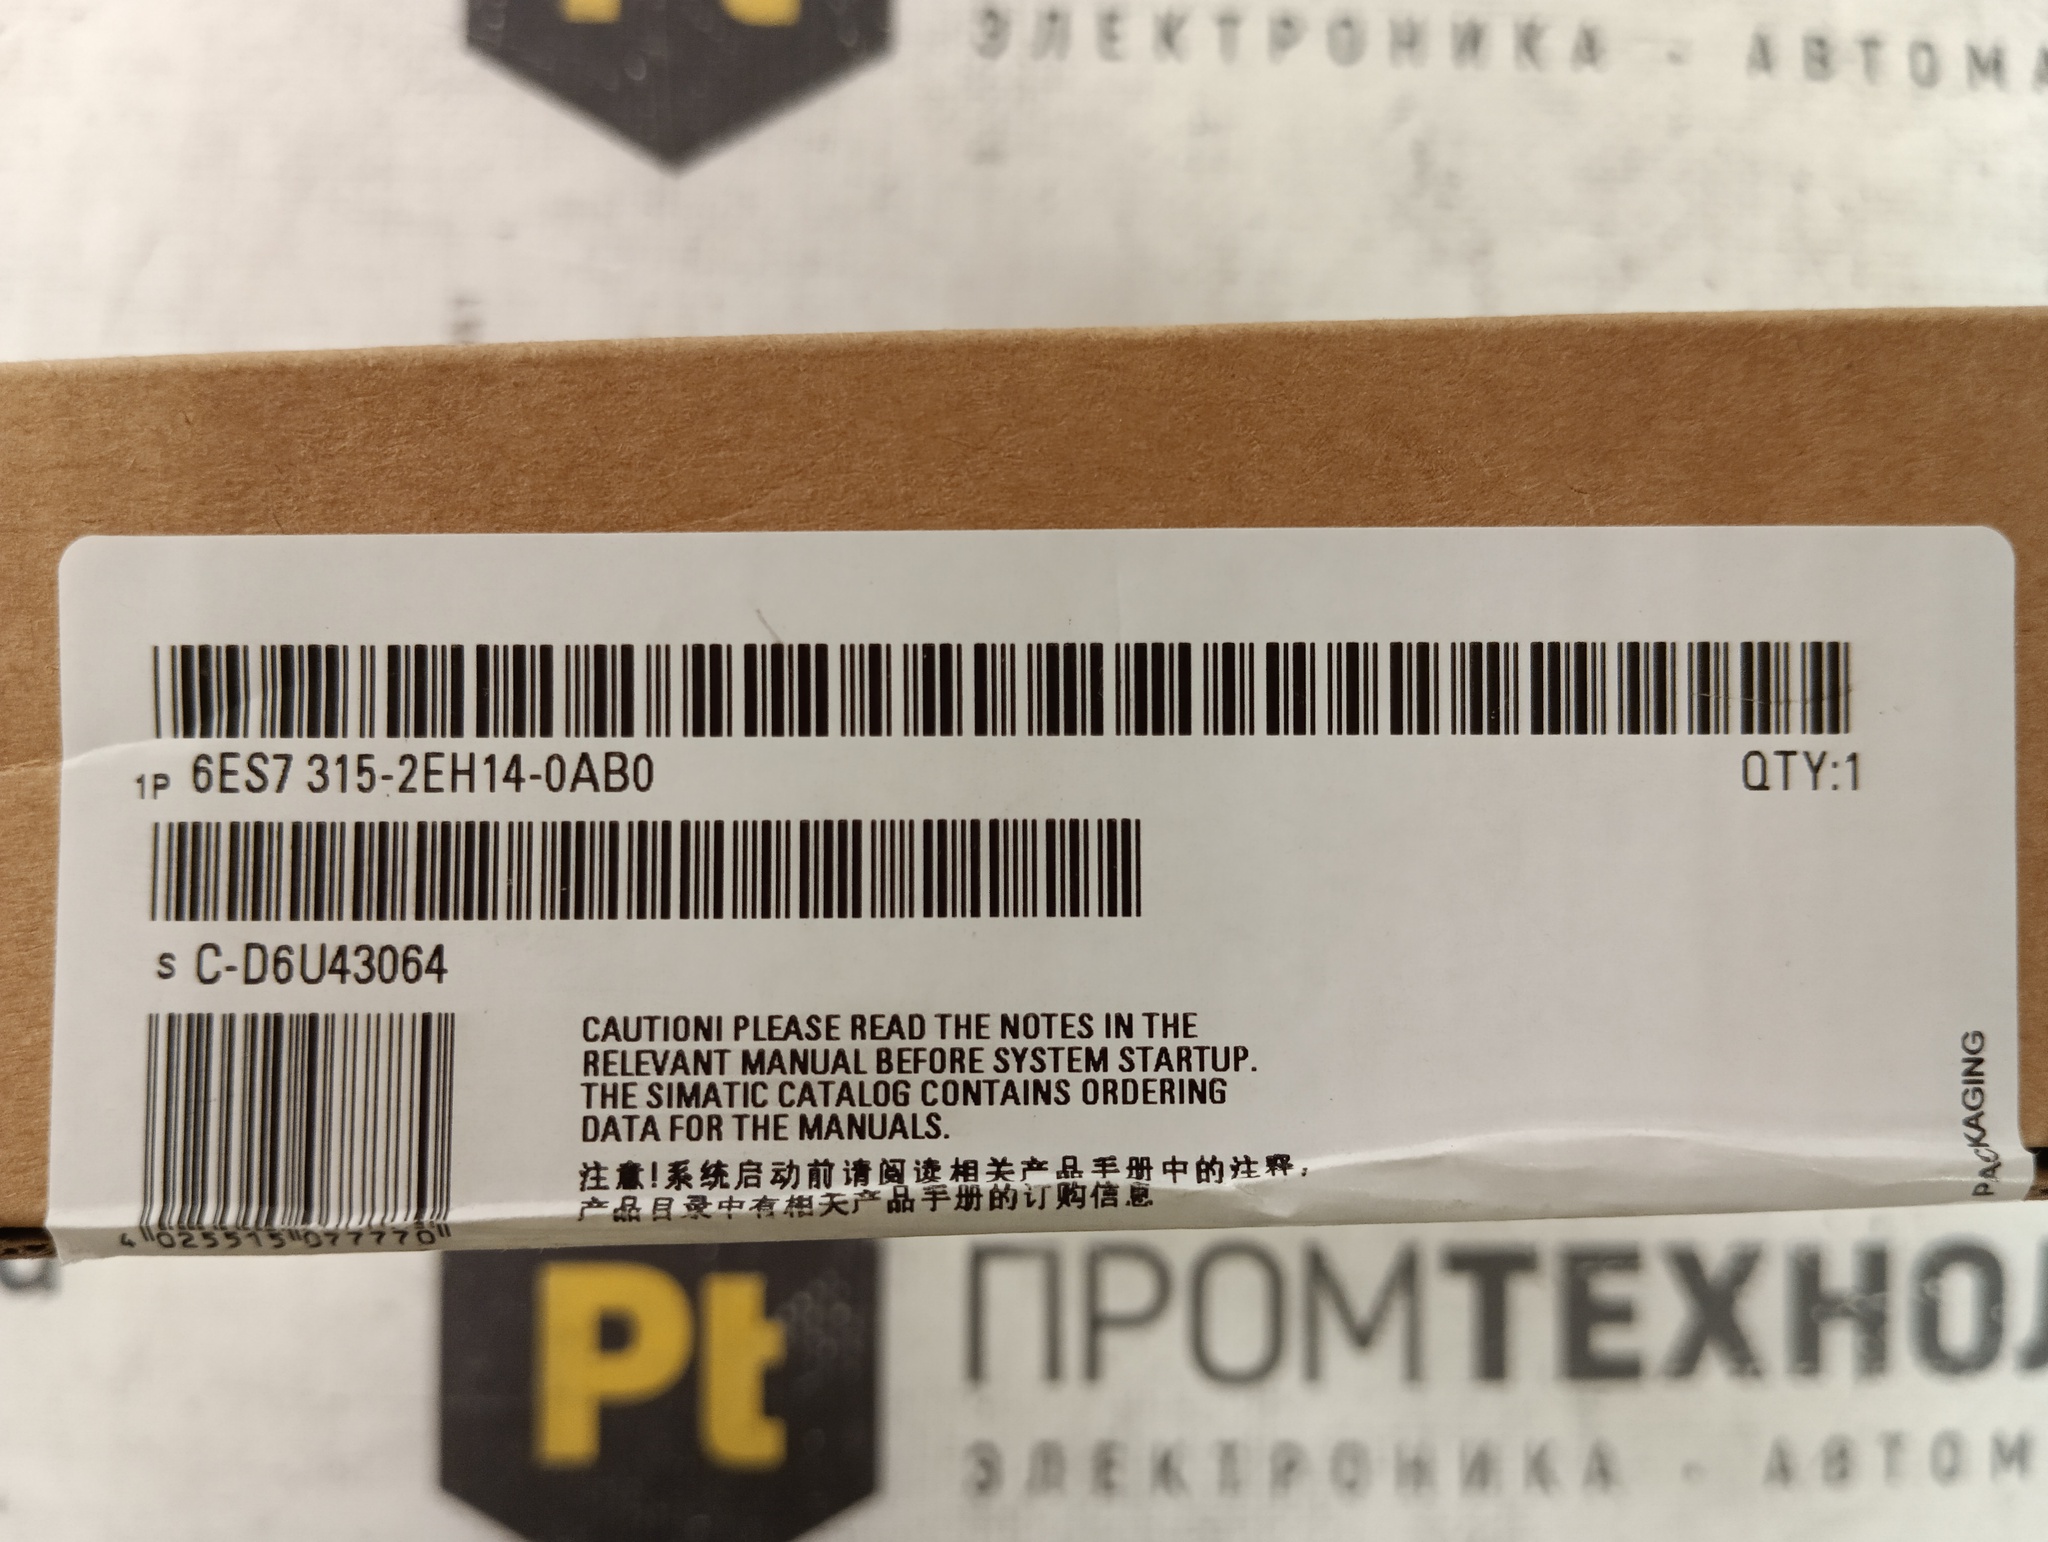 ЭЛЕКТРОНИКА - АВТОМА
1P 6ES7 315-2EH14-0AB0
QTY:1
S C-D6U43064
CAUTION! PLEASE READ THE NOTES IN THE
RELEVANT MANUAL BEFORE SYSTEM STARTUP.
THE SIMATIC CATALOG CONTAINS ORDERING
DATA FOR THE MANUALS.
注意!系统启动前请阅读相关产品手册中的注释,
产品目录中有相关产品手册的订购信息
PACKAGING
4 025515 077770
Pt
ПРОМТЕХНОЛ
ЭЛЕКТРОНИКА - АВТОМ